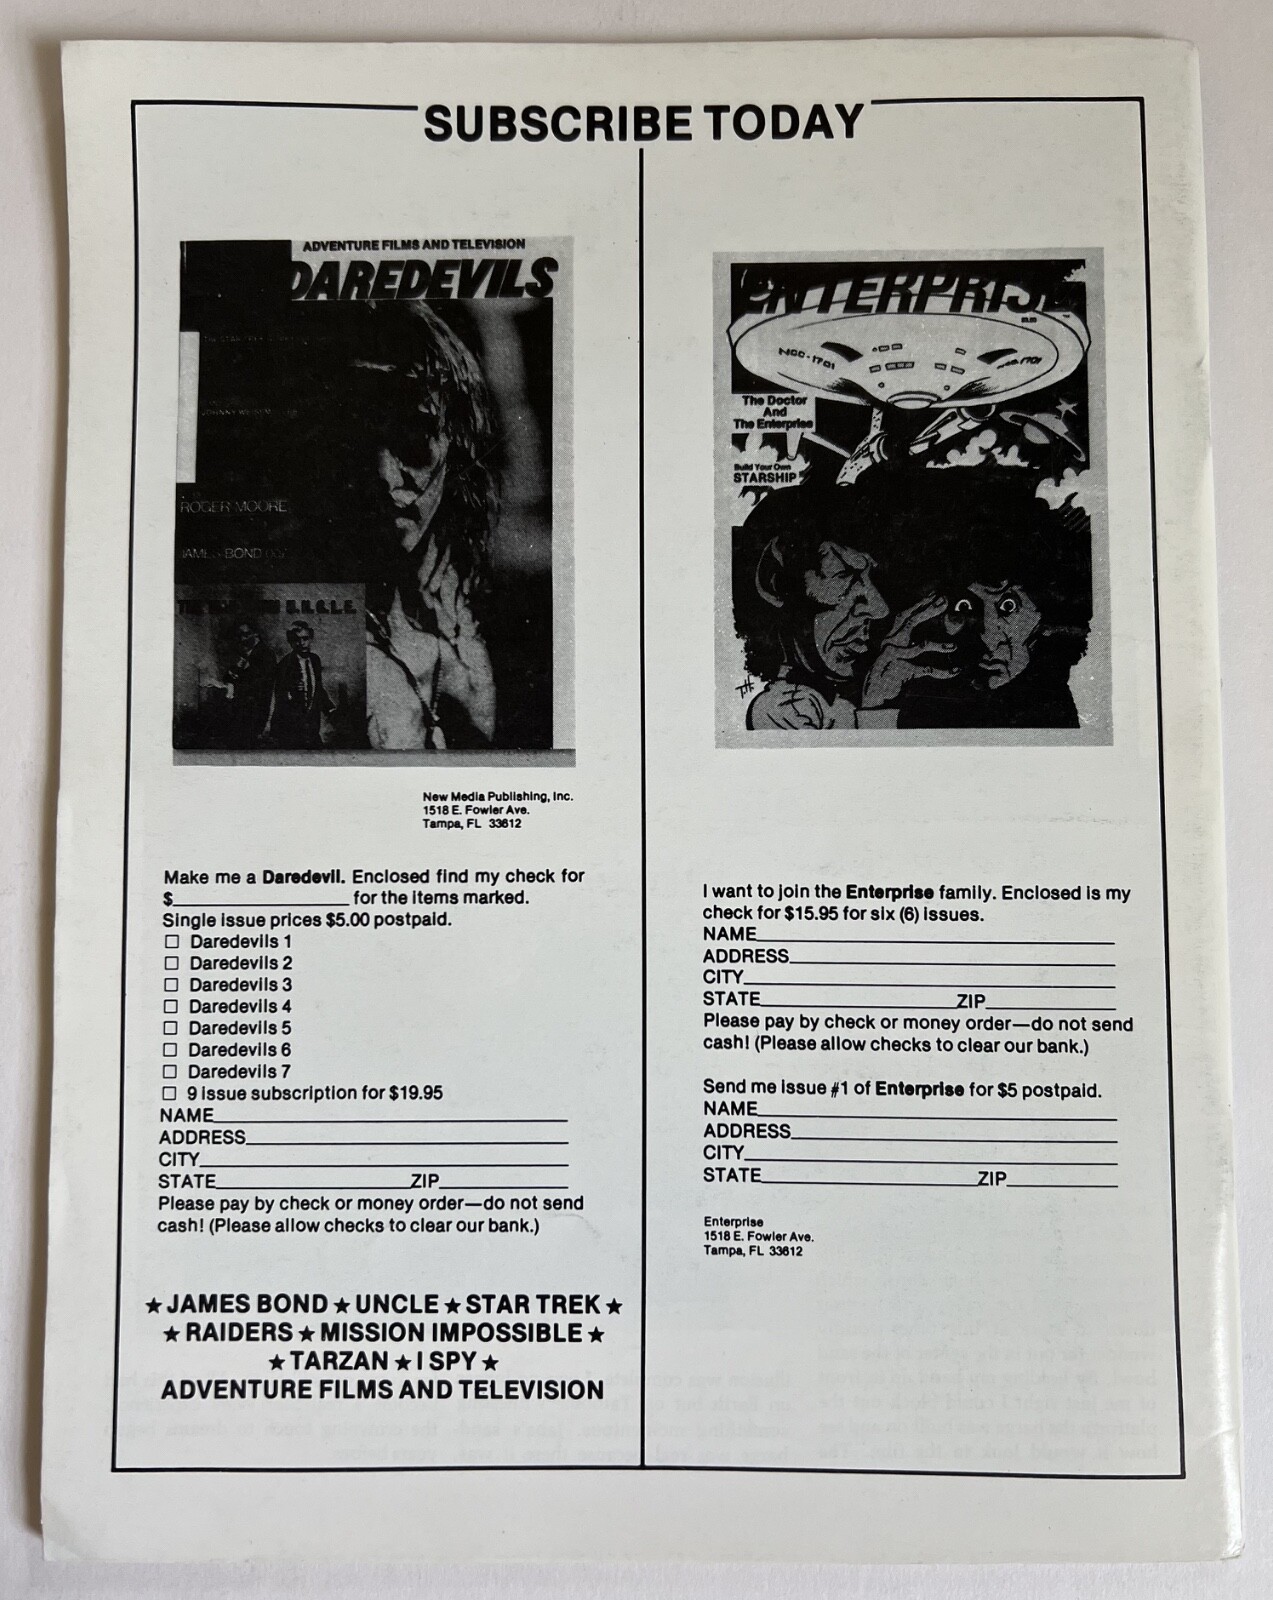 SUBSCRIBE TODAY
ADVENTURE FILMS AND TELEVISION
DAREDEVILS
ROGER MOORE
JAMES BOND 007
U.N.C.L.E.
New Media Publishing, Inc.
1518 E. Fowler Ave.
Tampa, FL 33612
Make me a Daredevil. Enclosed find my check for
$____________________ for the items marked.
Single issue prices $5.00 postpaid.
☐ Daredevils 1
☐ Daredevils 2
☐ Daredevils 3
☐ Daredevils 4
☐ Daredevils 5
☐ Daredevils 6
☐ Daredevils 7
☐ 9 issue subscription for $19.95
NAME
ADDRESS
CITY
STATE ZIP
Please pay by check or money order—do not send
cash! (Please allow checks to clear our bank.)
★ JAMES BOND ★ UNCLE ★ STAR TREK ★
★ RAIDERS ★ MISSION IMPOSSIBLE ★
★ TARZAN ★ I SPY ★
ADVENTURE FILMS AND TELEVISION
ENTERPRISE
NCC-1701
The Doctor
And
The Enterprise
Build Your Own
STARSHIP
T.H.
I want to join the Enterprise family. Enclosed is my
check for $15.95 for six (6) issues.
NAME
ADDRESS
CITY
STATE ZIP
Please pay by check or money order—do not send
cash! (Please allow checks to clear our bank.)
Send me issue #1 of Enterprise for $5 postpaid.
NAME
ADDRESS
CITY
STATE ZIP
Enterprise
1518 E. Fowler Ave.
Tampa, FL 33612